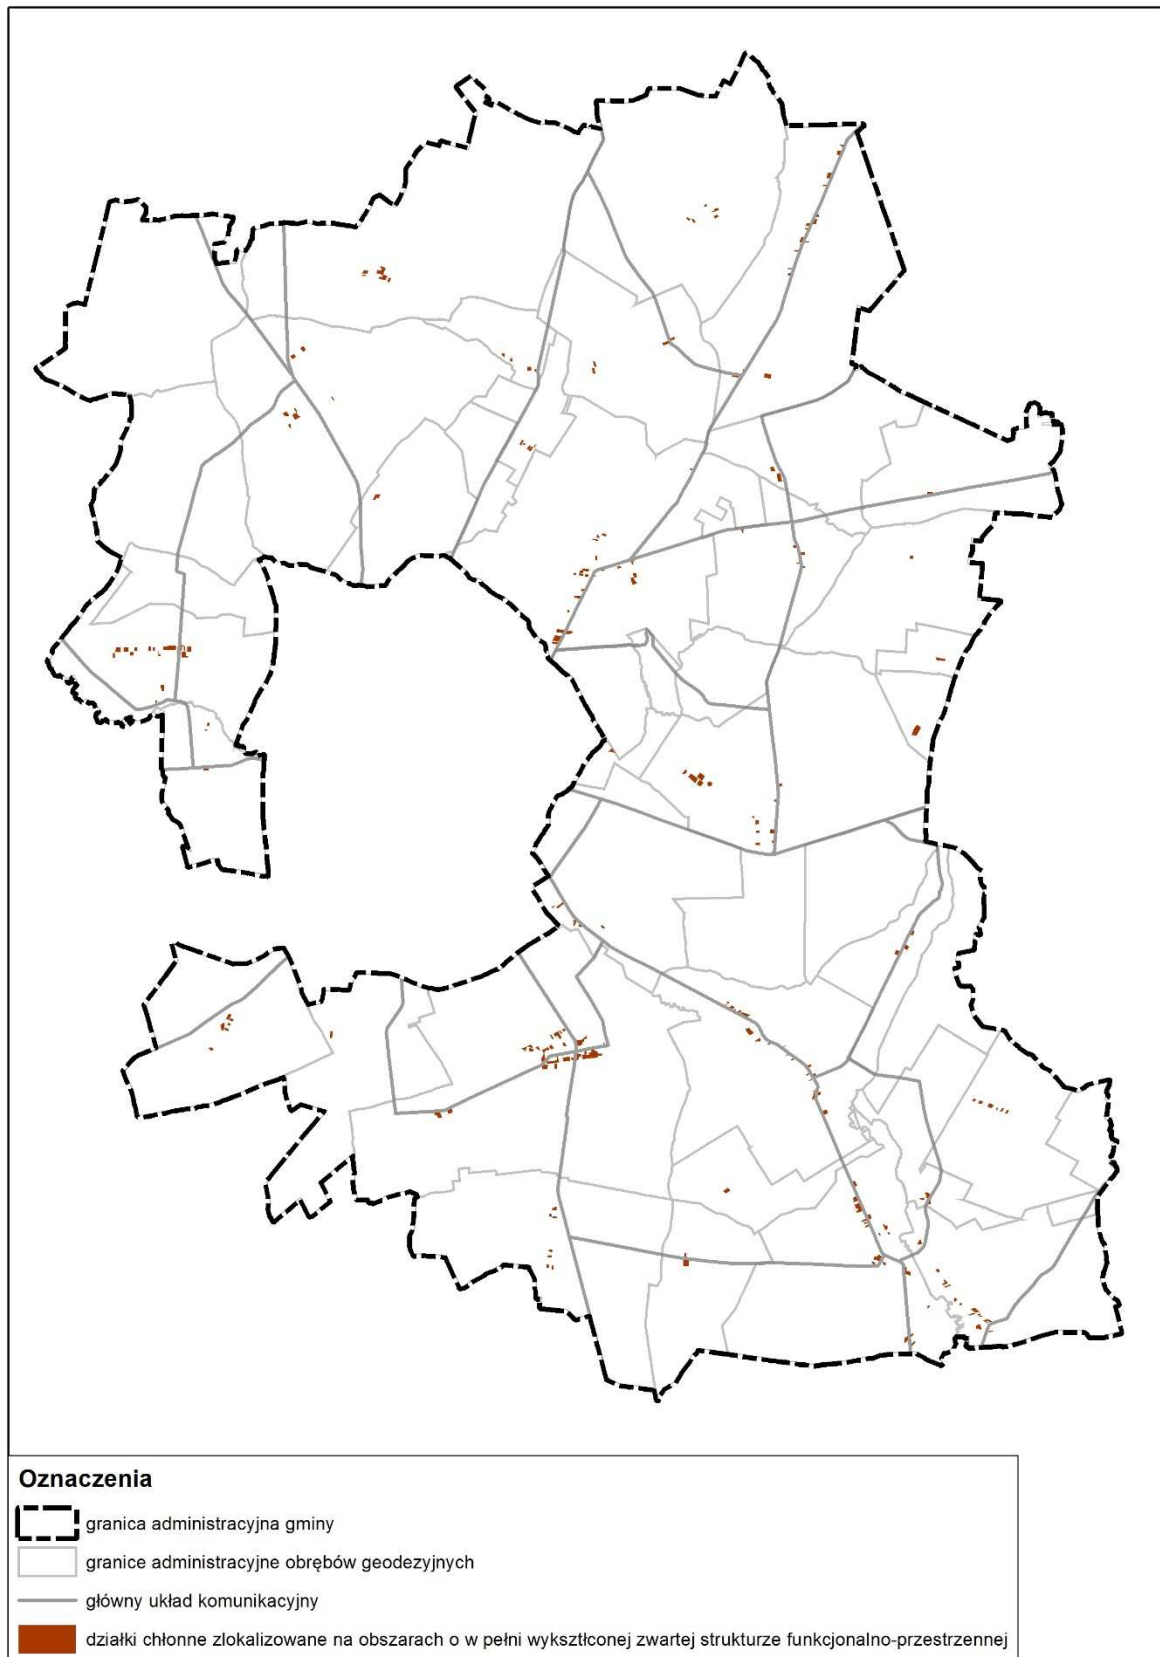 Oznaczenia
granica administracyjna gminy
granice administracyjne obrębów geodezyjnych
główny układ komunikacyjny
działki chłonne zlokalizowane na obszarach o w pełni wyksztłconej zwartej strukturze funkcjonalno-przestrzennej